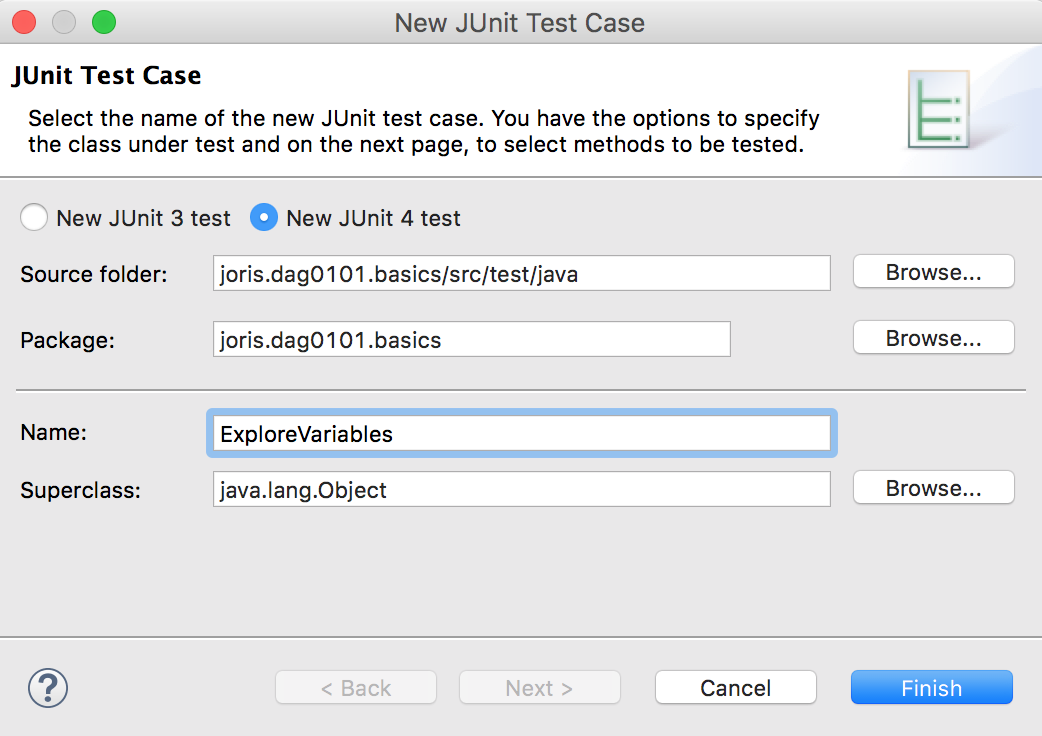 New JUnit Test Case
JUnit Test Case
Select the name of the new JUnit test case. You have the options to specify
the class under test and on the next page, to select methods to be tested.
New JUnit 3 test New JUnit 4 test
Source folder: joris.dag0101.basics/src/test/java Browse...
Package: joris.dag0101.basics Browse...
Name: ExploreVariables
Superclass: java.lang.Object Browse...
? < Back Next > Cancel Finish